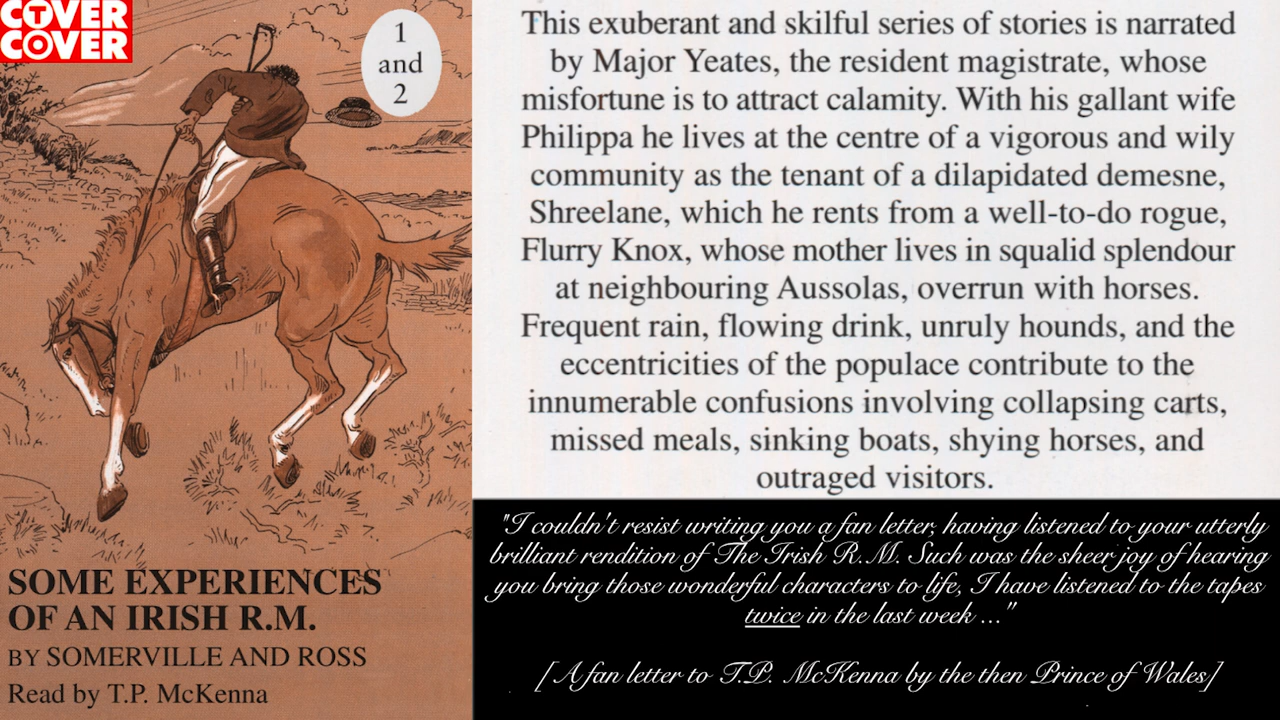 COVER
TO
COVER
1
and
2
SOME EXPERIENCES
OF AN IRISH R.M.
BY SOMERVILLE AND ROSS
Read by T.P. McKenna
This exuberant and skilful series of stories is narrated
by Major Yeates, the resident magistrate, whose
misfortune is to attract calamity. With his gallant wife
Philippa he lives at the centre of a vigorous and wily
community as the tenant of a dilapidated demesne,
Shreelane, which he rents from a well-to-do rogue,
Flurry Knox, whose mother lives in squalid splendour
at neighbouring Aussolas, overrun with horses.
Frequent rain, flowing drink, unruly hounds, and the
eccentricities of the populace contribute to the
innumerable confusions involving collapsing carts,
missed meals, sinking boats, shying horses, and
outraged visitors.
"I couldn't resist writing you a fan letter, having listened to your utterly
brilliant rendition of The Irish R.M. Such was the sheer joy of hearing
you bring those wonderful characters to life, I have listened to the tapes
twice in the last week ..."
[A fan letter to T.P. McKenna by the then Prince of Wales]